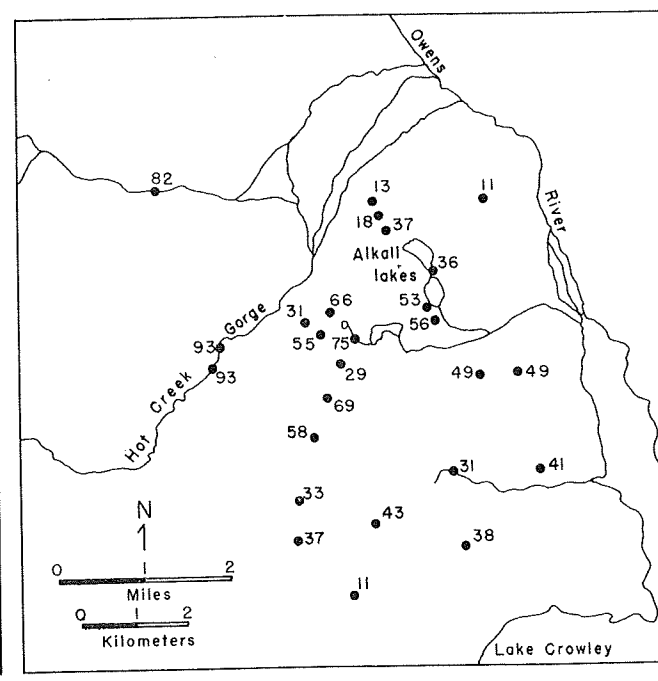 Owens
82
13
11
18
37
River
Alkali
lakes
36
53
56
66
31
55
75
Gorge
93
93
29
49
49
Creek
Hot
69
58
31
41
33
43
37
38
11
N
0 1 2
Miles
0 1 2
Kilometers
Lake Crowley